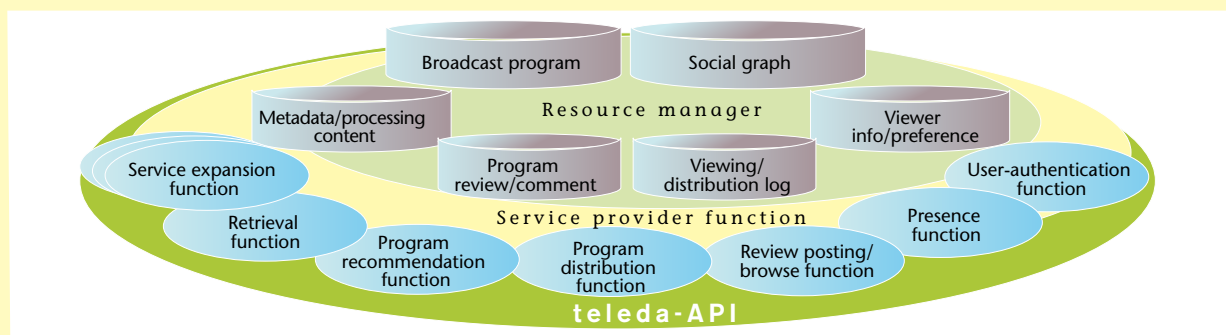 Broadcast program
Social graph
Resource manager
Metadata/processing
content
Viewer
info/preference
Program
review/comment
Viewing/
distribution log
Service expansion
function
User-authentication
function
Service provider function
Retrieval
function
Presence
function
Program
recommendation
function
Program
distribution
function
Review posting/
browse function
teleda-API